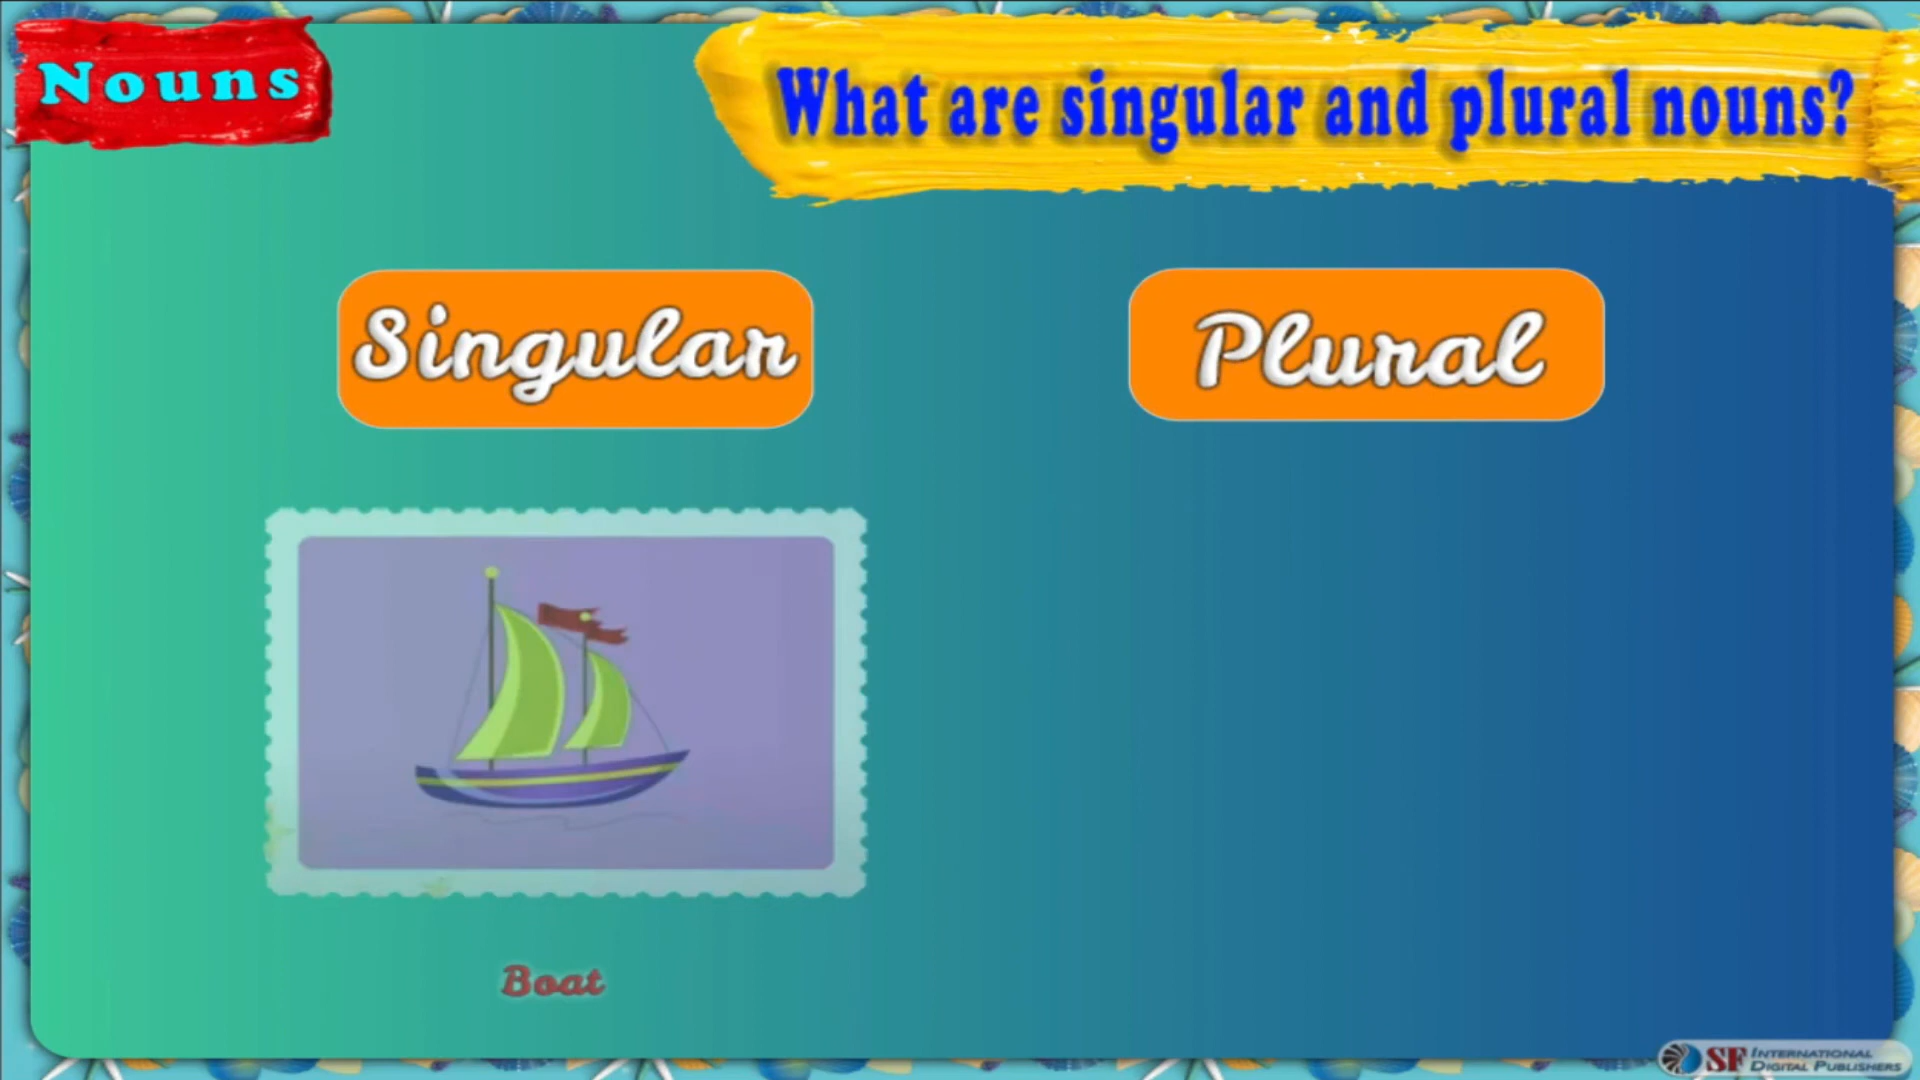 Nouns
What are singular and plural nouns?
Singular
Plural
Boat
SF INTERNATIONAL
DIGITAL PUBLISHERS